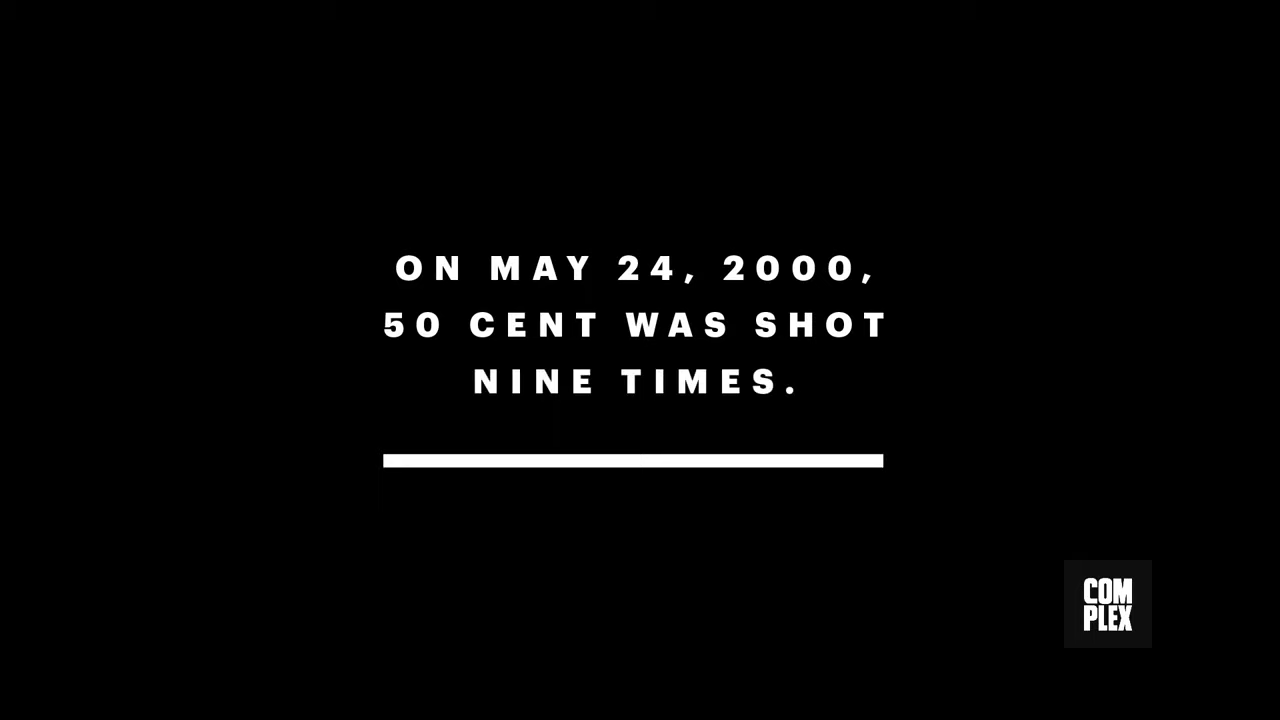 ON MAY 24, 2000,
50 CENT WAS SHOT
NINE TIMES.
COM
PLEX